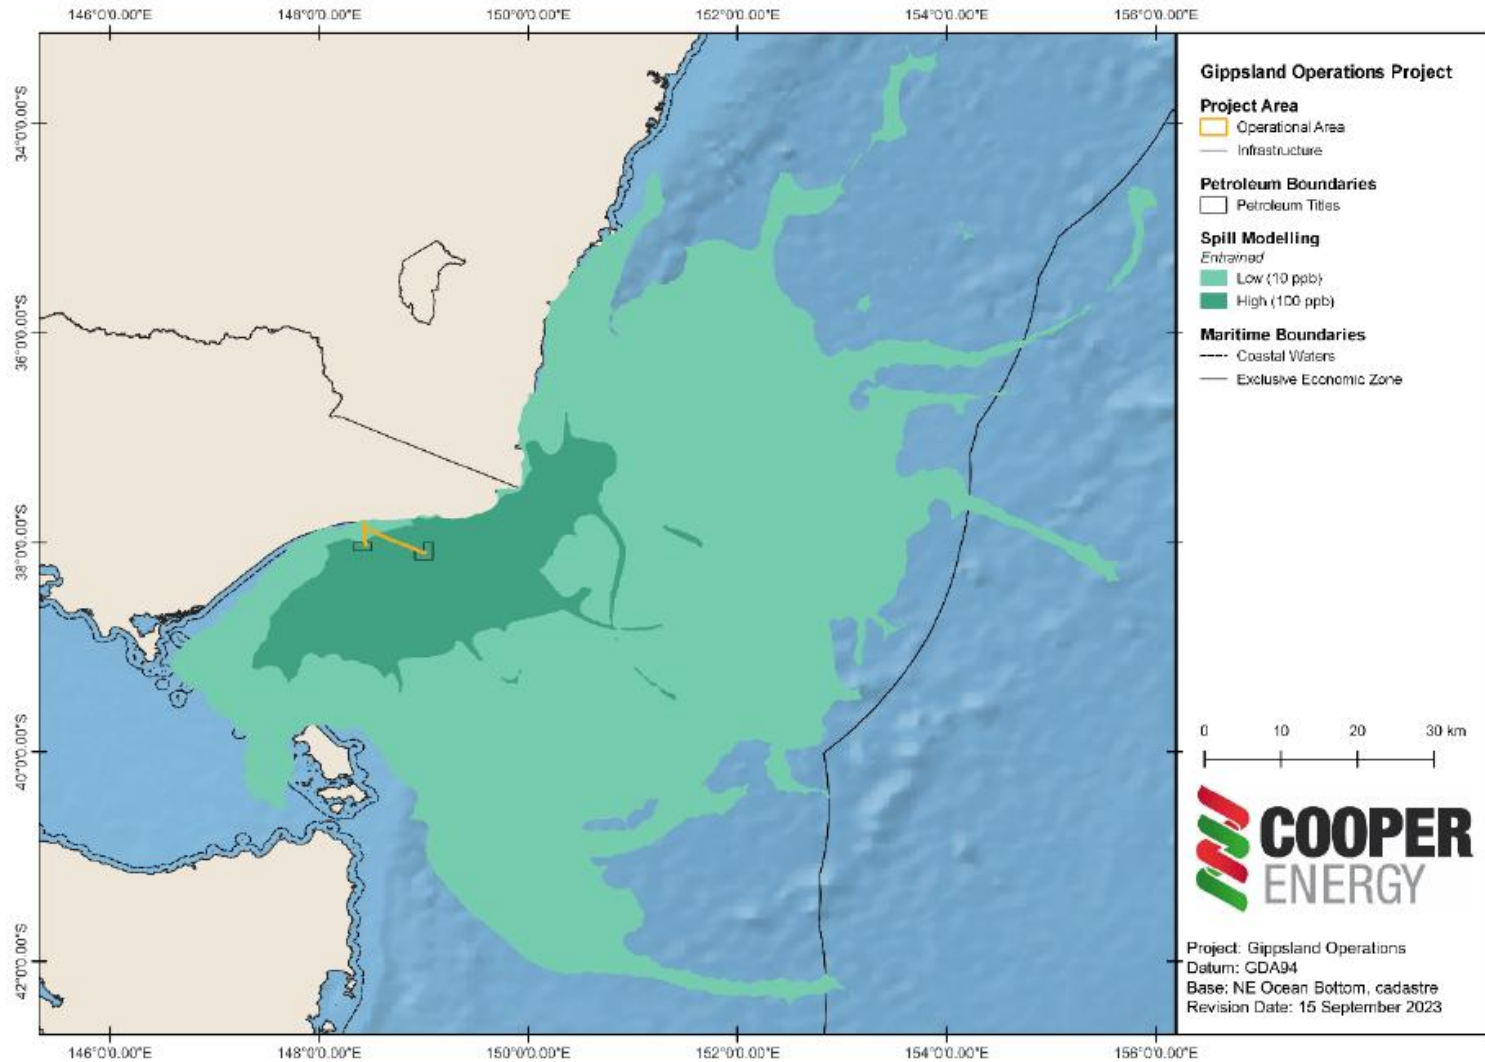 146°0'0.00"E 148°0'0.00"E 150°0'0.00"E 152°0'0.00"E 154°0'0.00"E 156°0'0.00"E
34°0'0.00"S
36°0'0.00"S
38°0'0.00"S
40°0'0.00"S
42°0'0.00"S
146°0'0.00"E 148°0'0.00"E 150°0'0.00"E 152°0'0.00"E 154°0'0.00"E 156°0'0.00"E
Gippsland Operations Project
Project Area
Operational Area
Infrastructure
Petroleum Boundaries
Petroleum Titles
Spill Modelling
Entrained
Low (10 ppb)
High (100 ppb)
Maritime Boundaries
Coastal Waters
Exclusive Economic Zone
0 10 20 30 km
COOPER
ENERGY
Project: Gippsland Operations
Datum: GDA94
Base: NE Ocean Bottom, cadastre
Revision Date: 15 September 2023